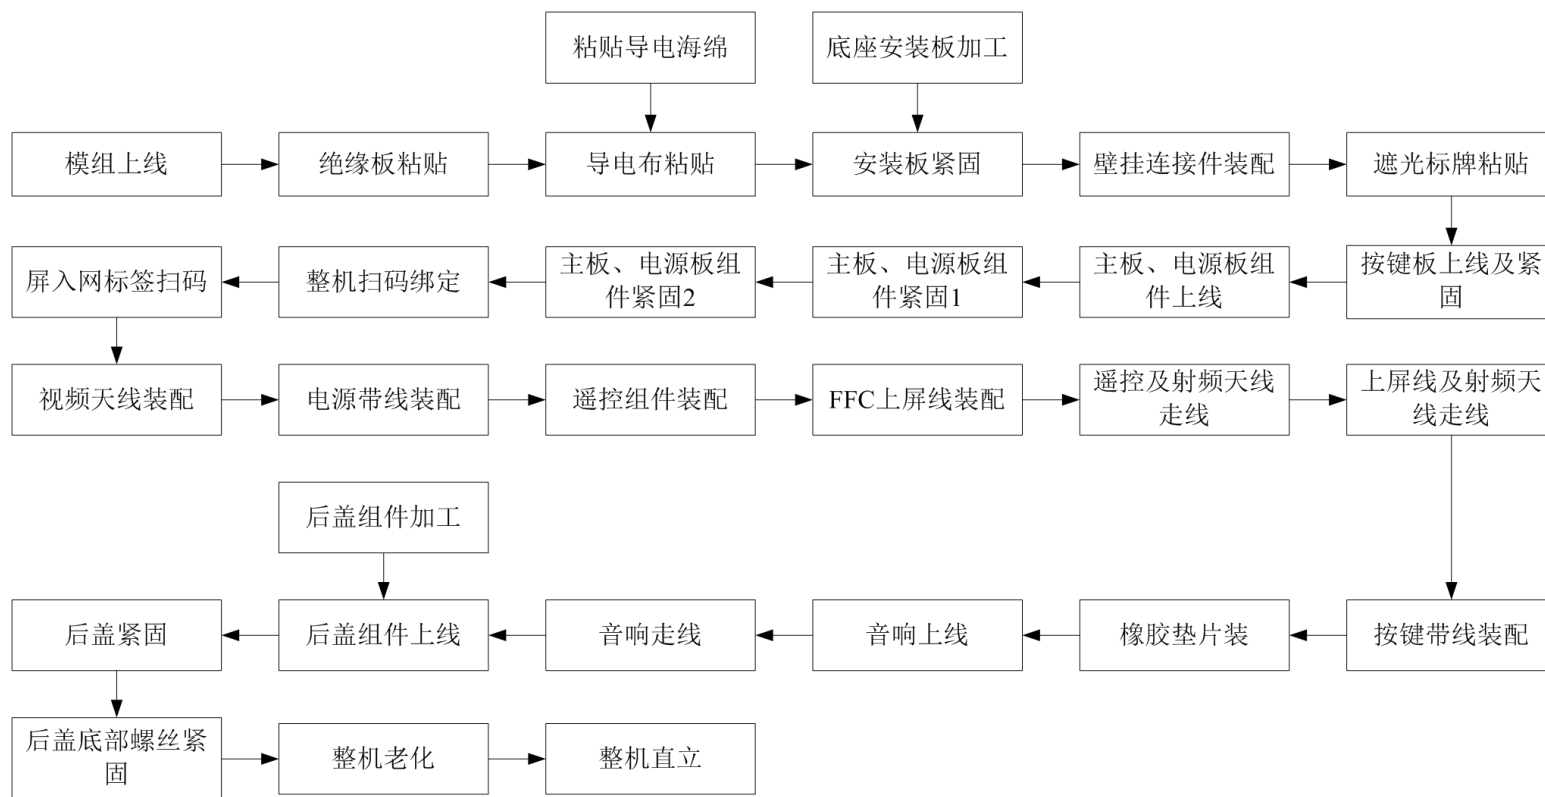 粘贴导电海绵
底座安装板加工
模组上线
绝缘板粘贴
导电布粘贴
安装板紧固
壁挂连接件装配
遮光标牌粘贴
屏入网标签扫码
整机扫码绑定
主板、电源板组
件紧固2
主板、电源板组
件紧固1
主板、电源板组
件上线
按键板上线及紧
固
视频天线装配
电源带线装配
遥控组件装配
FFC上屏线装配
遥控及射频天线
走线
上屏线及射频天
线走线
后盖组件加工
后盖紧固
后盖组件上线
音响走线
音响上线
橡胶垫片装
按键带线装配
后盖底部螺丝紧
固
整机老化
整机直立